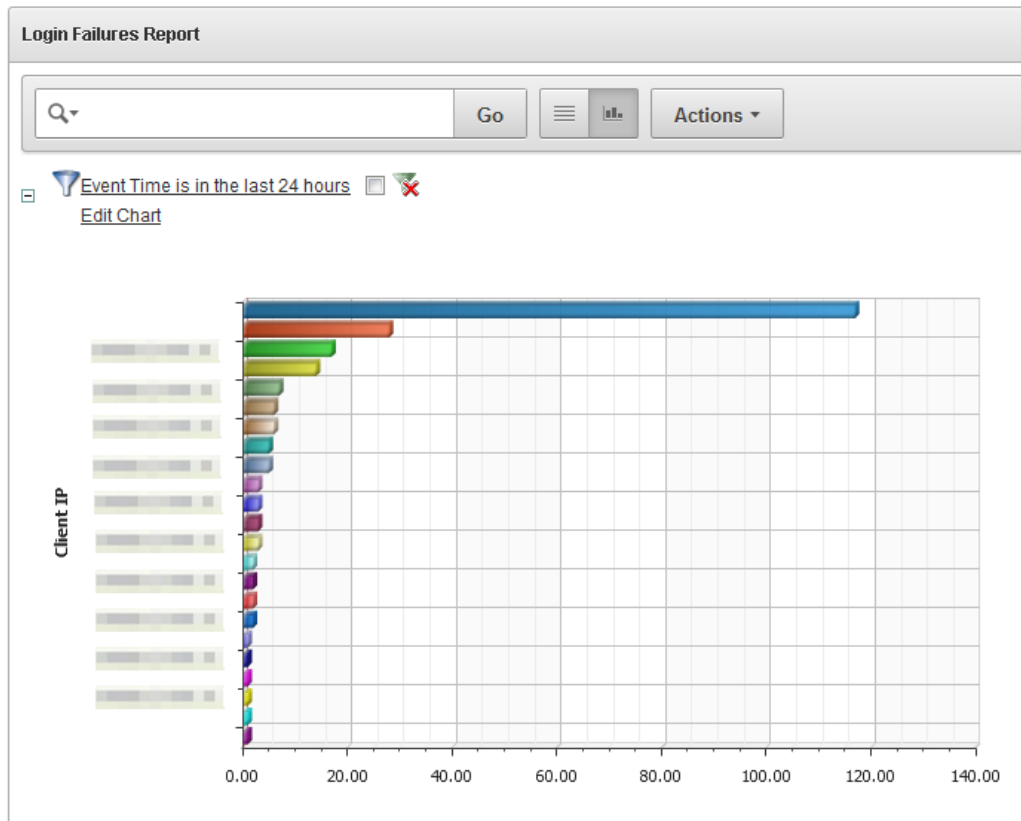 Login Failures Report
Go
Actions
Event Time is in the last 24 hours
Edit Chart
Client IP
0.00 20.00 40.00 60.00 80.00 100.00 120.00 140.00